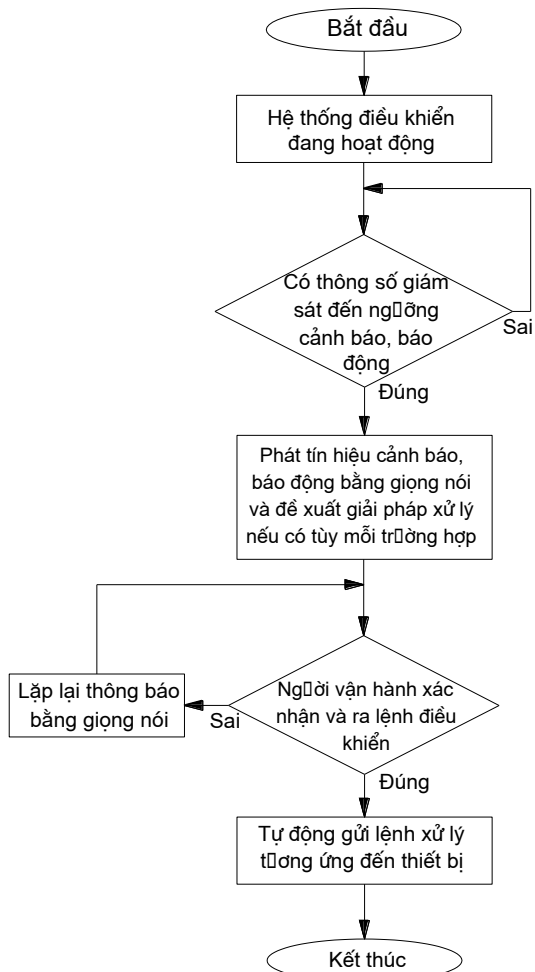 Bắt đầu
Hệ thống điều khiển
đang hoạt động
Có thông số giám
sát đến ng□ỡng
cảnh báo, báo
động
Sai
Đúng
Phát tín hiệu cảnh báo,
báo động bằng giọng nói
và đề xuất giải pháp xử lý
nếu có tùy mỗi tr□ờng hợp
Ng□ời vận hành xác
nhận và ra lệnh điều
khiển
Sai
Lặp lại thông báo
bằng giọng nói
Đúng
Tự động gửi lệnh xử lý
t□ơng ứng đến thiết bị
Kết thúc